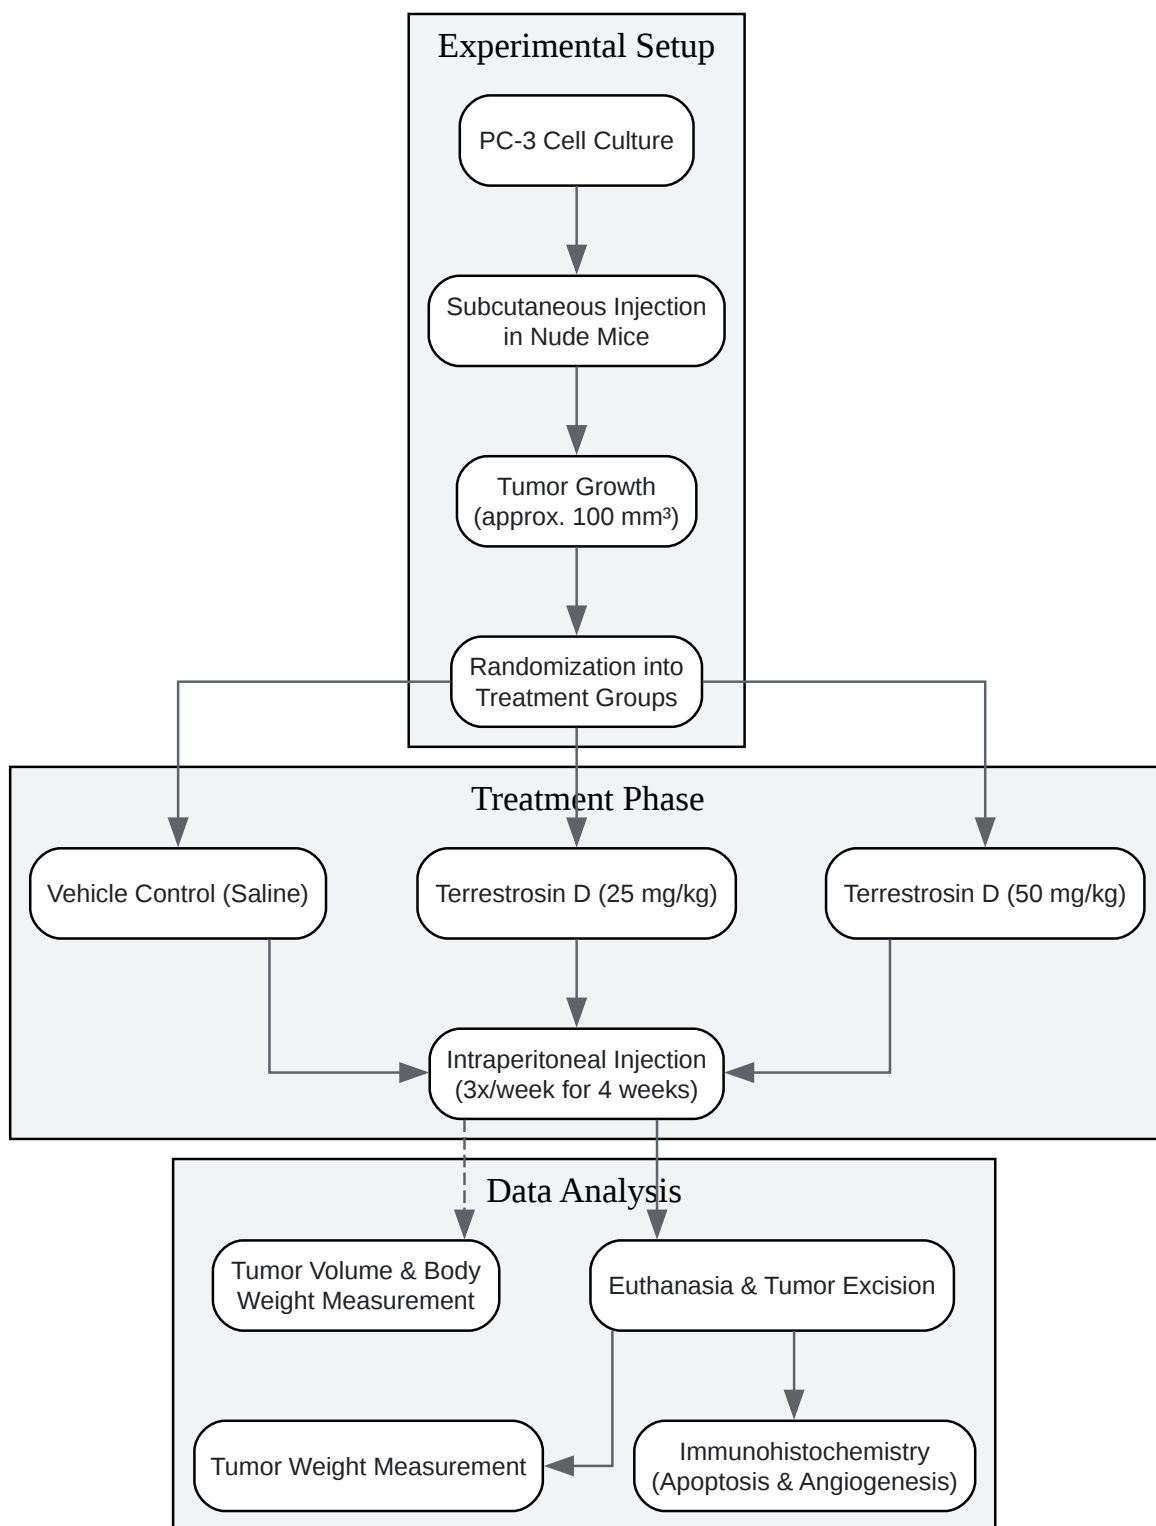 Experimental Setup
PC-3 Cell Culture
Subcutaneous Injection
in Nude Mice
Tumor Growth
(approx. 100 mm³)
Randomization into
Treatment Groups
Treatment Phase
Vehicle Control (Saline)
Terrestrosin D (25 mg/kg)
Terrestrosin D (50 mg/kg)
Intraperitoneal Injection
(3x/week for 4 weeks)
Data Analysis
Tumor Volume & Body
Weight Measurement
Euthanasia & Tumor Excision
Tumor Weight Measurement
Immunohistochemistry
(Apoptosis & Angiogenesis)